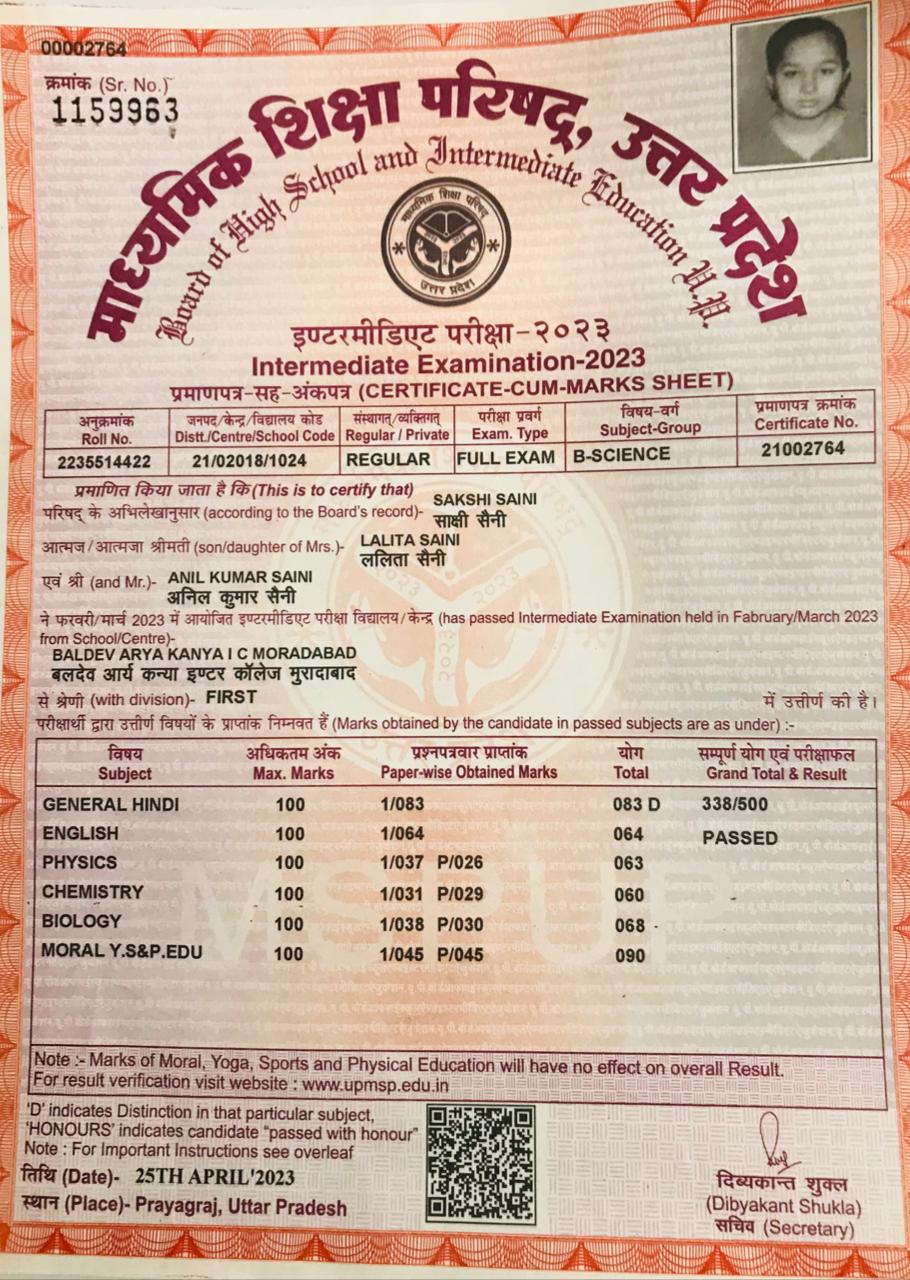 00002764
क्रमांक (Sr. No.)
1159963
माध्यमिक शिक्षा परिषद्, उत्तर प्रदेश
Board of High School and Intermediate Education U.P.
माध्यमिक शिक्षा परिषद
उत्तर प्रदेश
इण्टरमीडिएट परीक्षा-२०२३
Intermediate Examination-2023
प्रमाणपत्र-सह-अंकपत्र (CERTIFICATE-CUM-MARKS SHEET)
अनुक्रमांक जनपद/केन्द्र/विद्यालय कोड संस्थागत्/व्यक्तिगत् परीक्षा प्रवर्ग विषय-वर्ग प्रमाणपत्र क्रमांक
Roll No. Distt./Centre/School Code Regular / Private Exam. Type Subject-Group Certificate No.
2235514422 21/02018/1024 REGULAR FULL EXAM B-SCIENCE 21002764
प्रमाणित किया जाता है कि (This is to certify that)
परिषद् के अभिलेखानुसार (according to the Board's record)- SAKSHI SAINI
साक्षी सैनी
आत्मज/आत्मजा श्रीमती (son/daughter of Mrs.)- LALITA SAINI
ललिता सैनी
एवं श्री (and Mr.)- ANIL KUMAR SAINI
अनिल कुमार सैनी
ने फरवरी/मार्च 2023 में आयोजित इण्टरमीडिएट परीक्षा विद्यालय/केन्द्र (has passed Intermediate Examination held in Fabruary/March 2023
from School/Centre)-
BALDEV ARYA KANYA I C MORADABAD
बलदेव आर्य कन्या इण्टर कॉलेज मुरादाबाद
से श्रेणी (with division)- FIRST में उत्तीर्ण की है।
परीक्षार्थी द्वारा उत्तीर्ण विषयों के प्राप्तांक निम्नवत हैं (Marks obtained by the candidate in passed subjects are as under) :-
विषय अधिकतम अंक प्रश्नपत्रवार प्राप्तांक योग सम्पूर्ण योग एवं परीक्षाफल
Subject Max. Marks Paper-wise Obtained Marks Total Grand Total & Result
GENERAL HINDI 100 1/083 083 D 338/500
ENGLISH 100 1/064 064 PASSED
PHYSICS 100 1/037 P/026 063
CHEMISTRY 100 1/031 P/029 060
BIOLOGY 100 1/038 P/030 068
MORAL Y.S&P.EDU 100 1/045 P/045 090
MSPUP
Note :- Marks of Moral, Yoga, Sports and Physical Education will have no effect on overall Result.
For result verification visit website : www.upmsp.edu.in
'D' indicates Distinction in that particular subject,
'HONOURS' indicates candidate "passed with honour"
Note : For Important Instructions see overleaf
तिथि (Date)- 25TH APRIL'2023
स्थान (Place)- Prayagraj, Uttar Pradesh
दिब्यकान्त शुक्ल
(Dibyakant Shukla)
सचिव (Secretary)